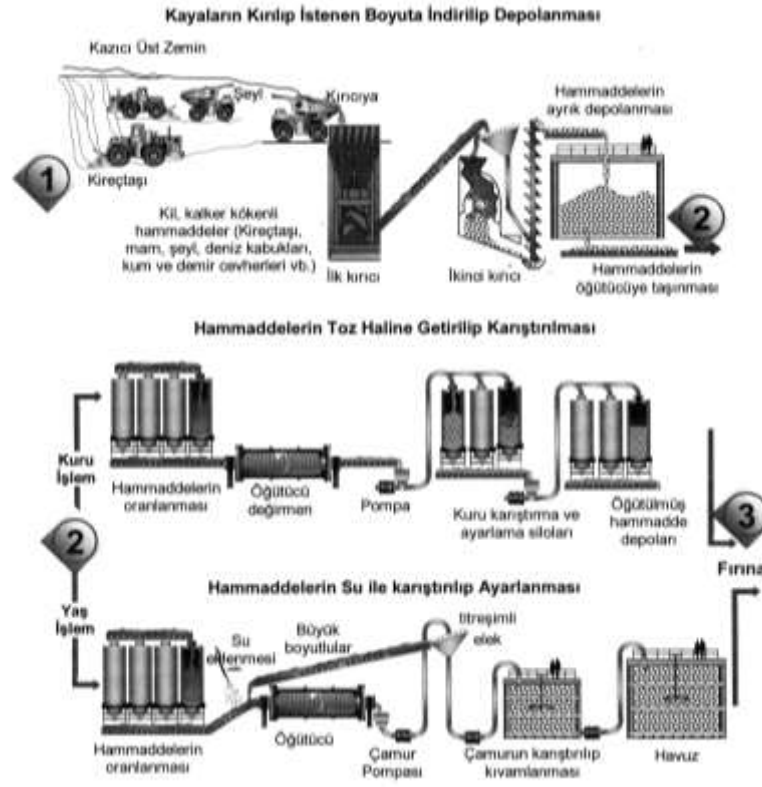 Kayaların Kırılıp İstenen Boyuta İndirilip Depolanması
Kazıcı Üst Zemin
Şeyl
Kırıcıya
Hammaddelerin
ayrık depolanması
1
Kireçtaşı
Kil, kalker kökenli
hammaddeler (Kireçtaşı,
marn, şeyl, deniz kabukları,
kum ve demir cevherleri vb.)
İlk kırıcı
İkinci kırıcı
2
Hammaddelerin
öğütücüye taşınması
Hammaddelerin Toz Haline Getirilip Karıştırılması
Kuru
İşlem
Hammaddelerin
oranlanması
Öğütücü
değirmeni
Pompa
Kuru karıştırma ve
ayarlama siloları
Öğütülmüş
hammadde
depoları
3
Fırına
2
Hammaddelerin Su ile karıştırılıp Ayarlanması
Yaş
İşlem
Su
eklenmesi
Büyük
boyutlular
titreşimli
elek
Hammaddelerin
oranlanması
Öğütücü
Çamur
Pompası
Çamurun karıştırılıp
kıvamlanması
Havuz